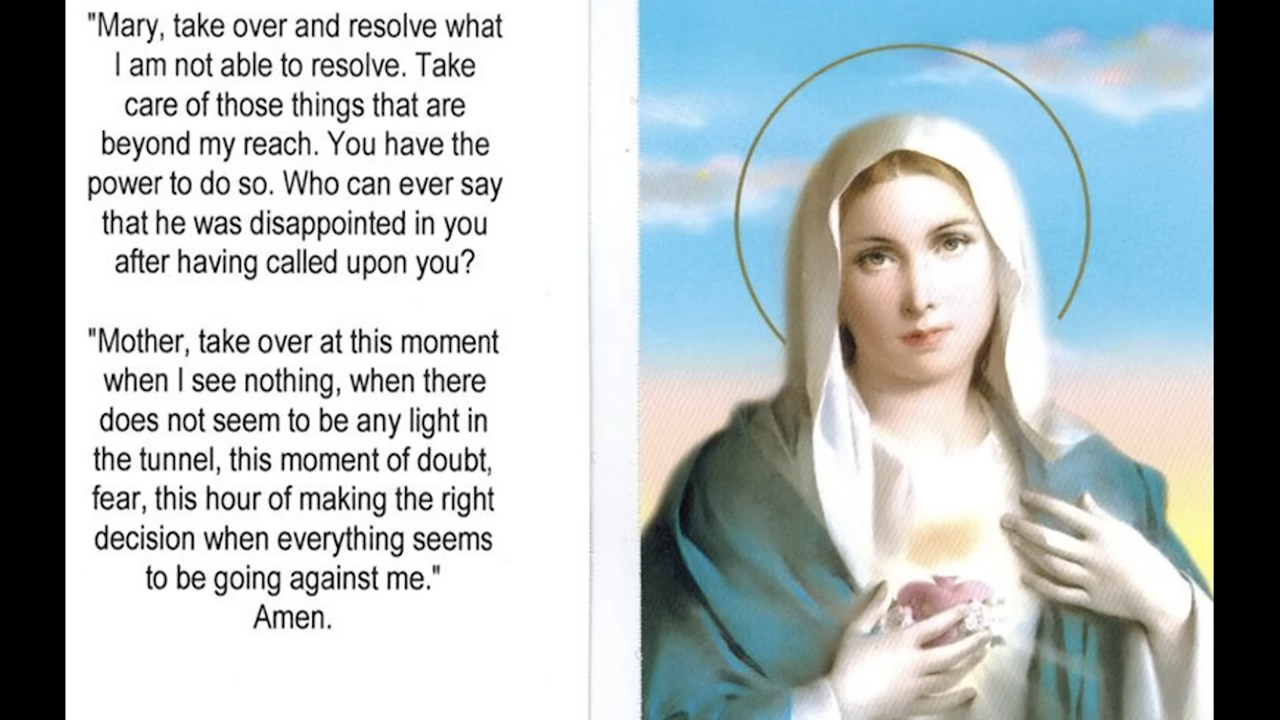 "Mary, take over and resolve what
I am not able to resolve. Take
care of those things that are
beyond my reach. You have the
power to do so. Who can ever say
that he was disappointed in you
after having called upon you?
"Mother, take over at this moment
when I see nothing, when there
does not seem to be any light in
the tunnel, this moment of doubt,
fear, this hour of making the right
decision when everything seems
to be going against me."
Amen.